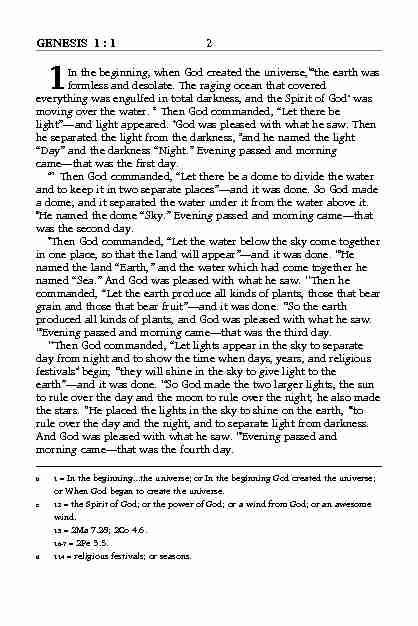 GENESIS 1 : 1 2
1 In the beginning, when God created the universe, the earth was
formless and desolate. The raging ocean that covered
everything was engulfed in total darkness, and the Spirit of God was
moving over the water. Then God commanded, “Let there be
light”—and light appeared. God was pleased with what he saw. Then
he separated the light from the darkness, and he named the light
“Day” and the darkness “Night.” Evening passed and morning
came—that was the first day.
Then God commanded, “Let there be a dome to divide the water
and to keep it in two separate places”—and it was done. So God made
a dome, and it separated the water under it from the water above it.
He named the dome “Sky.” Evening passed and morning came—that
was the second day.
Then God commanded, “Let the water below the sky come together
in one place, so that the land will appear”—and it was done. He
named the land “Earth,” and the water which had come together he
named “Sea.” And God was pleased with what he saw. Then he
commanded, “Let the earth produce all kinds of plants, those that bear
grain and those that bear fruit”—and it was done. So the earth
produced all kinds of plants, and God was pleased with what he saw.
Evening passed and morning came—that was the third day.
Then God commanded, “Let lights appear in the sky to separate
day from night and to show the time when days, years, and religious
festivals begin; they will shine in the sky to give light to the
earth”—and it was done. So God made the two larger lights, the sun
to rule over the day and the moon to rule over the night; he also made
the stars. He placed the lights in the sky to shine on the earth, to
rule over the day and the night, and to separate light from darkness.
And God was pleased with what he saw. Evening passed and
morning came—that was the fourth day.
1 = In the beginning...the universe; or In the beginning God created the universe;
or When God began to create the universe.
1:2 = the Spirit of God; or the power of God; or a wind from God; or an awesome
wind.
1:3 = 2Ma 7.28; 2Co 4.6.
1:6-7 = 2Pe 3.5.
1:14 = religious festivals; or seasons.